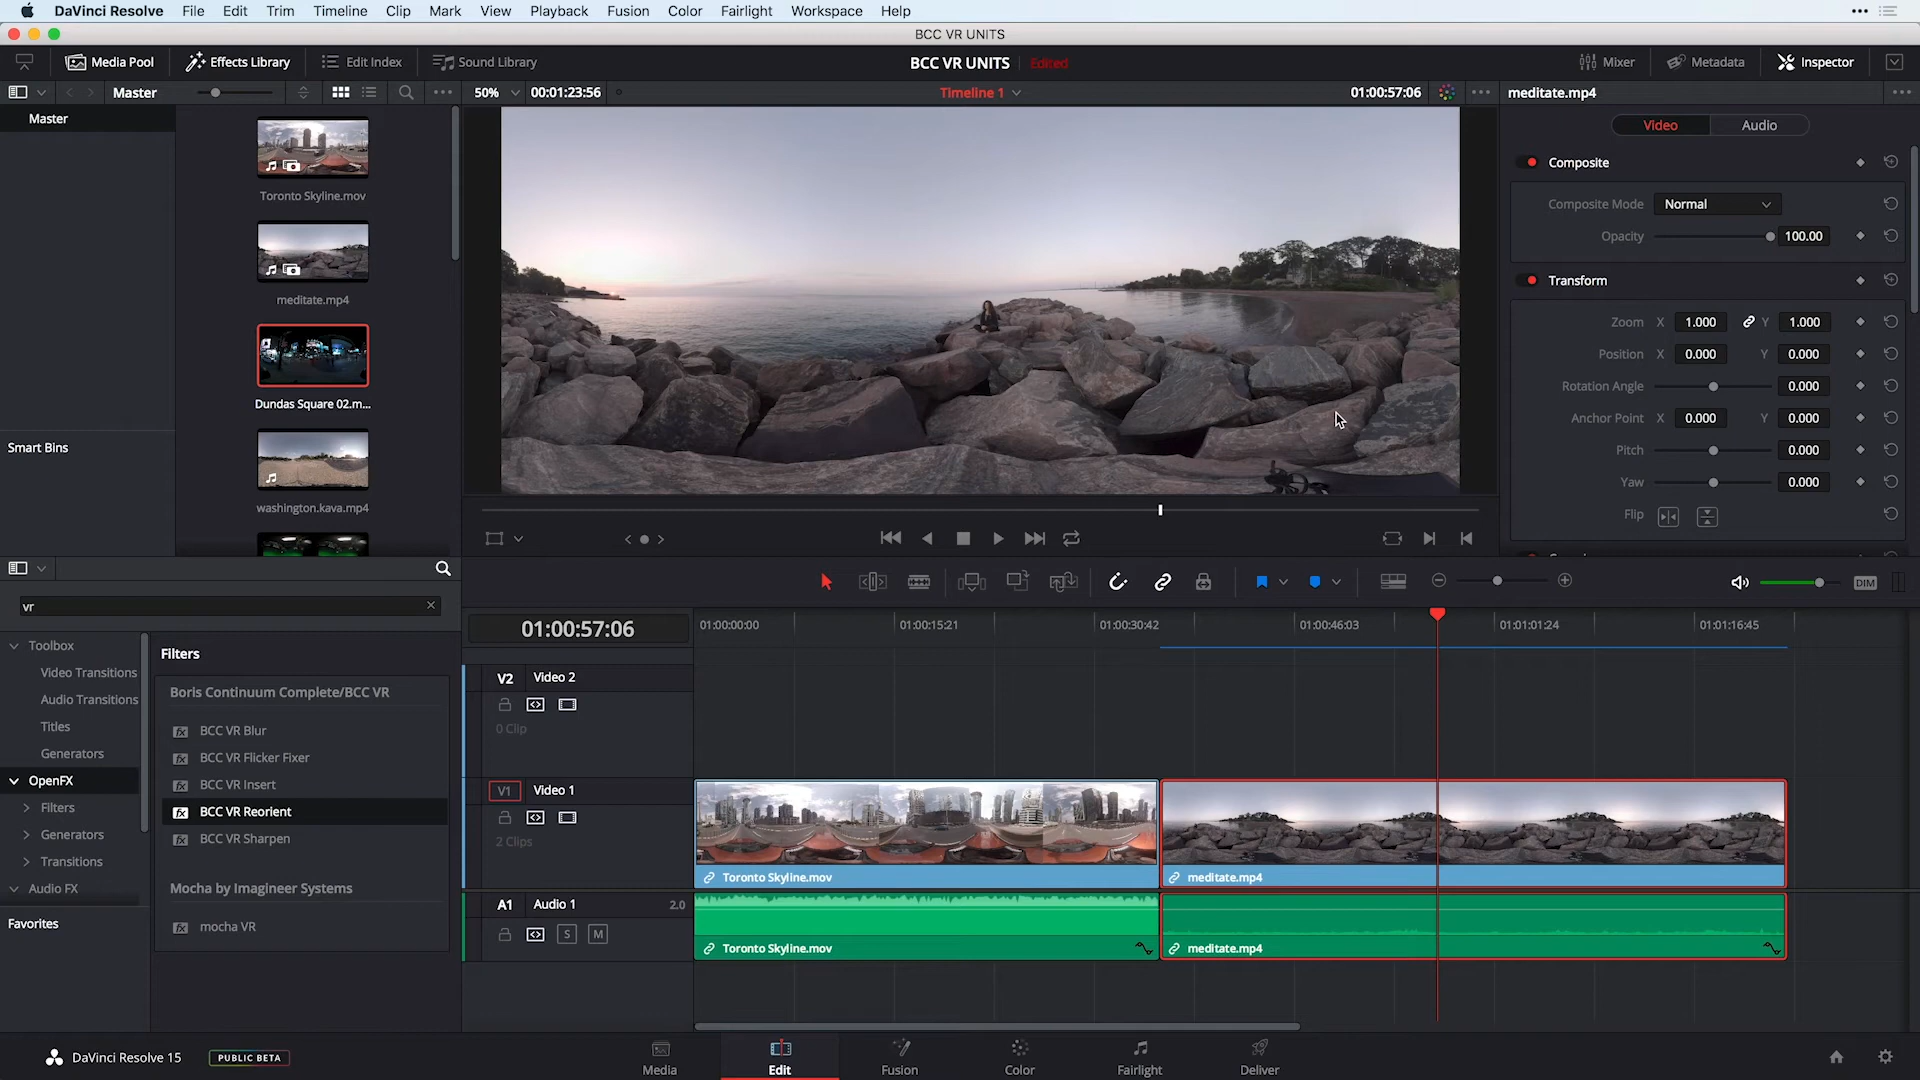 DaVinci Resolve File Edit Trim Timeline Clip Mark View Playback Fusion Color Fairlight Workspace Help
BCC VR UNITS
Media Pool Effects Library Edit Index Sound Library BCC VR UNITS Edited Mixer Metadata Inspector
Master 50% 00:01:23:56 Timeline 1 01:00:57:06 meditate.mp4
Master
Toronto Skyline.mov
meditate.mp4
Dundas Square 02.m...
washington.kava.mp4
Smart Bins
Video Audio
Composite
Composite Mode Normal
Opacity 100.00
Transform
Zoom X 1.000 Y 1.000
Position X 0.000 Y 0.000
Rotation Angle 0.000
Anchor Point X 0.000 Y 0.000
Pitch 0.000
Yaw 0.000
Flip
DIM
vr
Toolbox
Video Transitions
Audio Transitions
Titles
Generators
OpenFX
Filters
Generators
Transitions
Audio FX
Favorites
Filters
Boris Continuum Complete/BCC VR
BCC VR Blur
BCC VR Flicker Fixer
BCC VR Insert
BCC VR Reorient
BCC VR Sharpen
Mocha by Imagineer Systems
mocha VR
01:00:57:06 01:00:00:00 01:00:15:21 01:00:30:42 01:00:46:03 01:01:01:24 01:01:16:45
V2 Video 2
0 Clip
V1 Video 1
2 Clips
Toronto Skyline.mov meditate.mp4
A1 Audio 1 2.0
S M
Toronto Skyline.mov meditate.mp4
DaVinci Resolve 15 PUBLIC BETA
Media Edit Fusion Color Fairlight Deliver